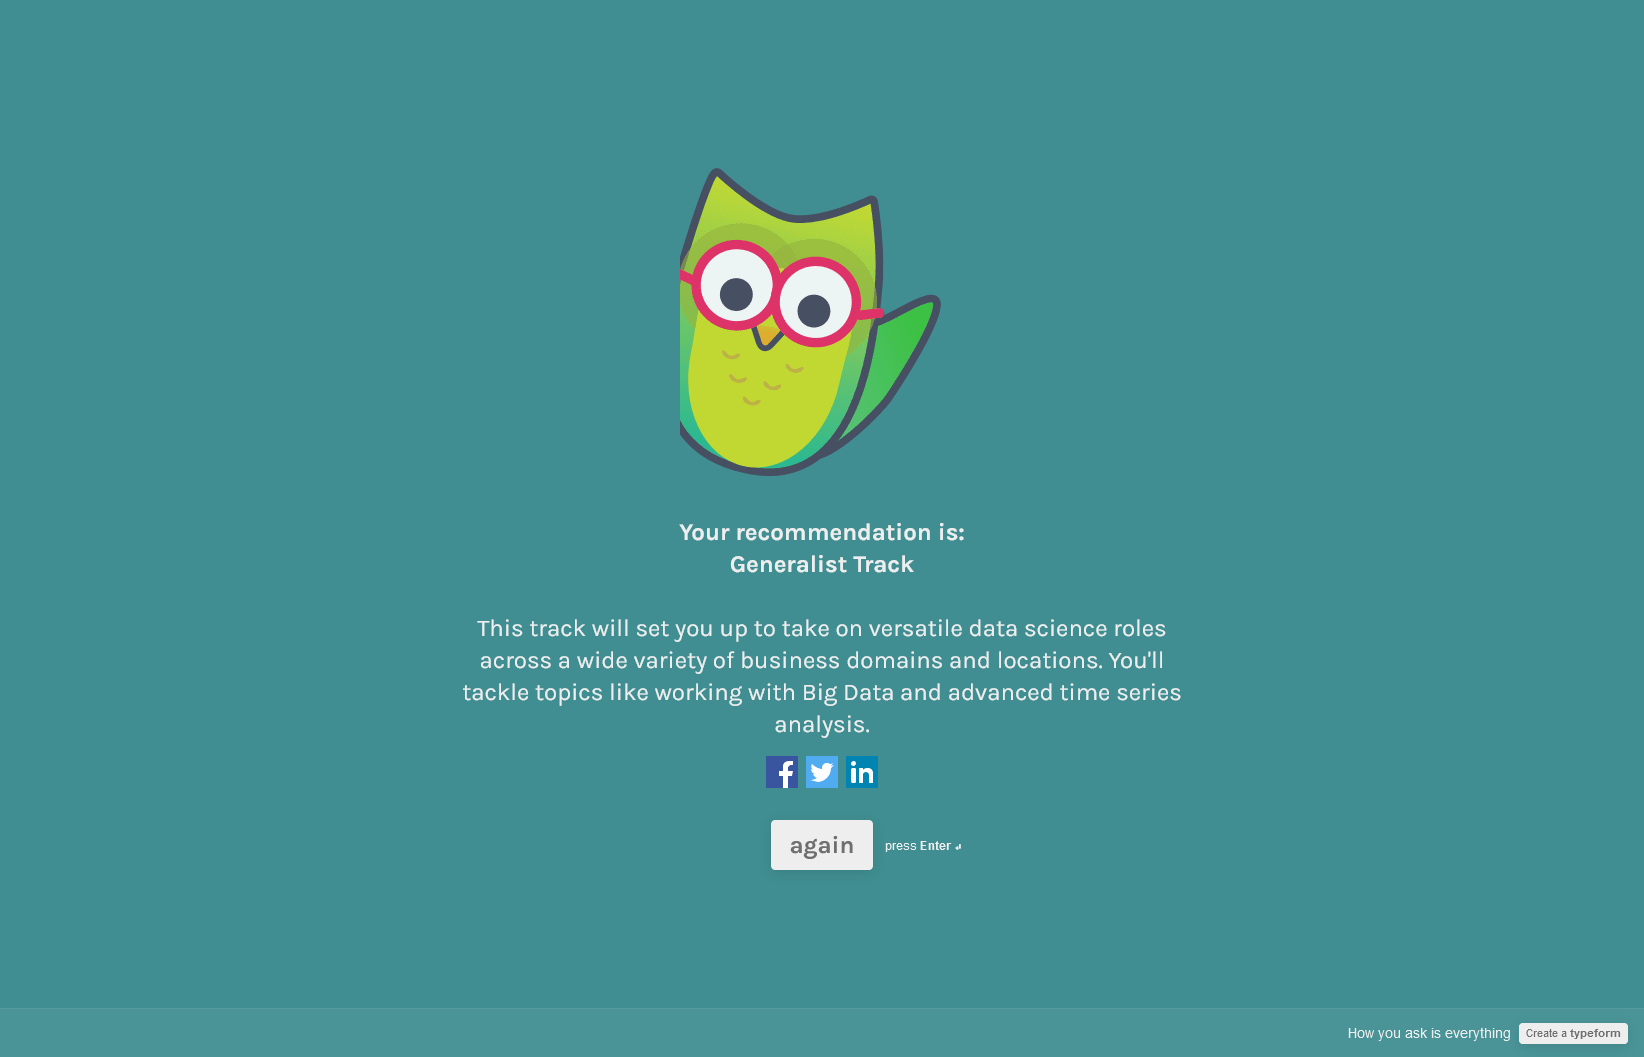 Your recommendation is:
Generalist Track
This track will set you up to take on versatile data science roles
across a wide variety of business domains and locations. You'll
tackle topics like working with Big Data and advanced time series
analysis.
again
press Enter ↵
How you ask is everything
Create a typeform